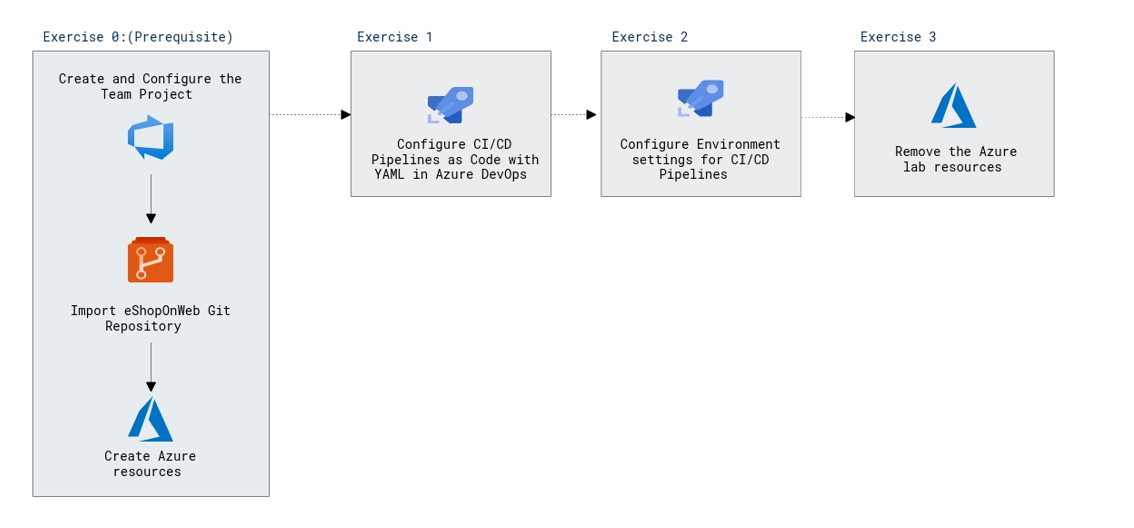 Exercise 0:(Prerequisite)
Create and Configure the
Team Project
Import eShopOnWeb Git
Repository
Create Azure
resources
Exercise 1
Configure CI/CD
Pipelines as Code with
YAML in Azure DevOps
Exercise 2
Configure Environment
settings for CI/CD
Pipelines
Exercise 3
Remove the Azure
lab resources